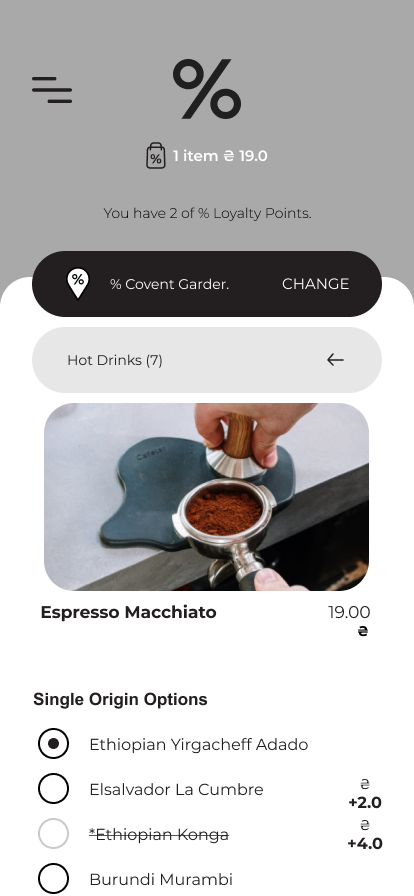 %
% 1 item ₴ 19.0
You have 2 of % Loyalty Points.
% % Covent Garder. CHANGE
Hot Drinks (7)
Cafelat
Espresso Macchiato 19.00
₴
Single Origin Options
Ethiopian Yirgacheff Adado
Elsalvador La Cumbre ₴
+2.0
*Ethiopian Konga ₴
+4.0
Burundi Murambi